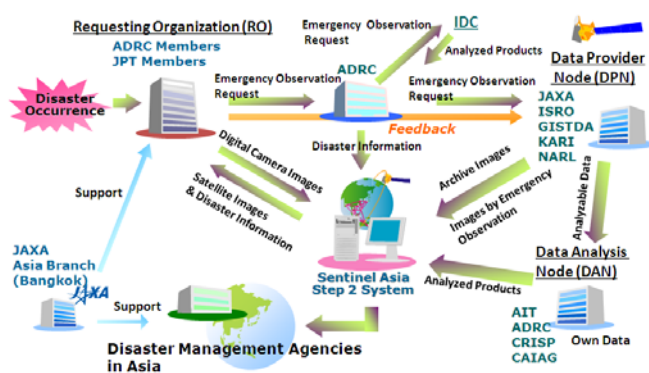 Requesting Organization (RO)
ADRC Members
JPT Members
Disaster
Occurrence
Emergency Observation
Request
Emergency Observation
Request
ADRC
IDC
Analyzed Products
Emergency Observation
Request
Feedback
Data Provider
Node (DPN)
JAXA
ISRO
GISTDA
KARI
NARL
Disaster Information
Digital Camera Images
Satellite Images
& Disaster Information
Archive Images
Images by Emergency
Observation
Analyzable Data
Support
JAXA
Asia Branch
(Bangkok)
JAXA
Support
Sentinel Asia
Step 2 System
Analyzed Products
Data Analysis
Node (DAN)
AIT
ADRC
CRISP
CAIAG
Own Data
Disaster Management Agencies
in Asia